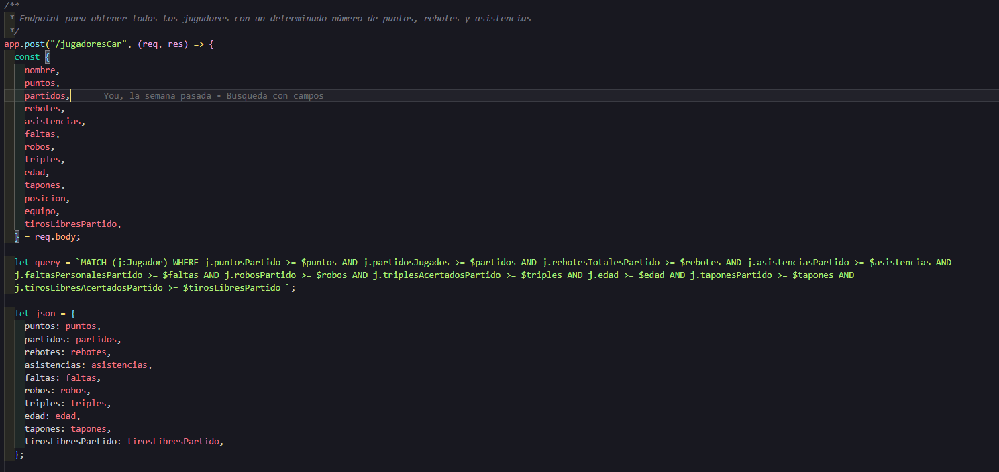 /**
 * Endpoint para obtener todos los jugadores con un determinado número de puntos, rebotes y asistencias
 */
app.post("/jugadoresCar", (req, res) => {
  const {
    nombre,
    puntos,
    partidos,      You, la semana pasada • Busqueda con campos
    rebotes,
    asistencias,
    faltas,
    robos,
    triples,
    edad,
    tapones,
    posicion,
    equipo,
    tirosLibresPartido,
  } = req.body;

  let query = `MATCH (j:Jugador) WHERE j.puntosPartido >= $puntos AND j.partidosJugados >= $partidos AND j.rebotesTotalesPartido >= $rebotes AND j.asistenciasPartido >= $asistencias AND
  j.faltasPersonalesPartido >= $faltas AND j.robosPartido >= $robos AND j.triplesAcertadosPartido >= $triples AND j.edad >= $edad AND j.taponesPartido >= $tapones AND
  j.tirosLibresAcertadosPartido >= $tirosLibresPartido `;

  let json = {
    puntos: puntos,
    partidos: partidos,
    rebotes: rebotes,
    asistencias: asistencias,
    faltas: faltas,
    robos: robos,
    triples: triples,
    edad: edad,
    tapones: tapones,
    tirosLibresPartido: tirosLibresPartido,
  };